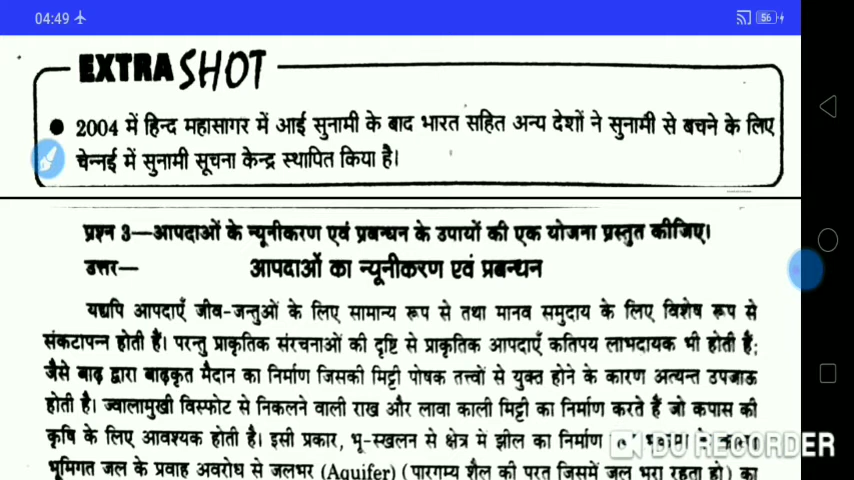 04:49
56
EXTRA SHOT
● 2004 में हिन्द महासागर में आई सुनामी के बाद भारत सहित अन्य देशों ने सुनामी से बचने के लिए
चेन्नई में सुनामी सूचना केन्द्र स्थापित किया है।
प्रश्न 3—आपदाओं के न्यूनीकरण एवं प्रबन्धन के उपायों की एक योजना प्रस्तुत कीजिए।
उत्तर— आपदाओं का न्यूनीकरण एवं प्रबन्धन
यद्यपि आपदाएँ जीव-जन्तुओं के लिए सामान्य रूप से तथा मानव समुदाय के लिए विशेष रूप से
संकटापन्न होती हैं। परन्तु प्राकृतिक संरचनाओं की दृष्टि से प्राकृतिक आपदाएँ कतिपय लाभदायक भी होती हैं;
जैसे बाढ़ द्वारा बाढ़कृत मैदान का निर्माण जिसकी मिट्टी पोषक तत्त्वों से युक्त होने के कारण अत्यन्त उपजाऊ
होती है। ज्वालामुखी विस्फोट से निकलने वाली राख और लावा काली मिट्टी का निर्माण करते हैं जो कपास की
कृषि के लिए आवश्यक होती है। इसी प्रकार, भू-स्खलन से क्षेत्र में झील का निर्माण
DU RECORDER
भूमिगत जल के प्रवाह अवरोध से जलभर (Aquifer) (पारगम्य शैल की परत जिसमें जल भरा रहता हो) का